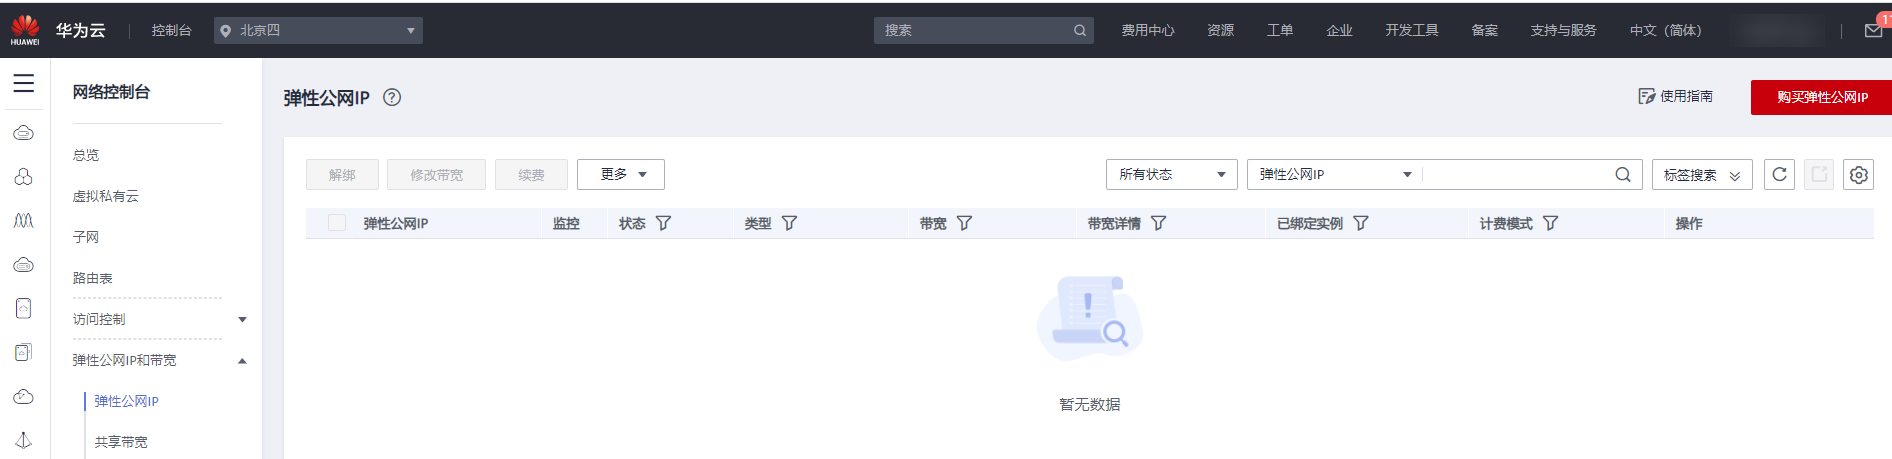 HUAWEI 华为云 控制台 北京四 搜索 费用中心 资源 工单 企业 开发工具 备案 支持与服务 中文（简体） 11
网络控制台
总览
虚拟私有云
子网
路由表
访问控制
弹性公网IP和带宽
弹性公网IP
共享带宽
弹性公网IP ? 使用指南 购买弹性公网IP
解绑 修改带宽 续费 更多 所有状态 弹性公网IP 标签搜索
弹性公网IP 监控 状态 类型 带宽 带宽详情 已绑定实例 计费模式 操作
暂无数据